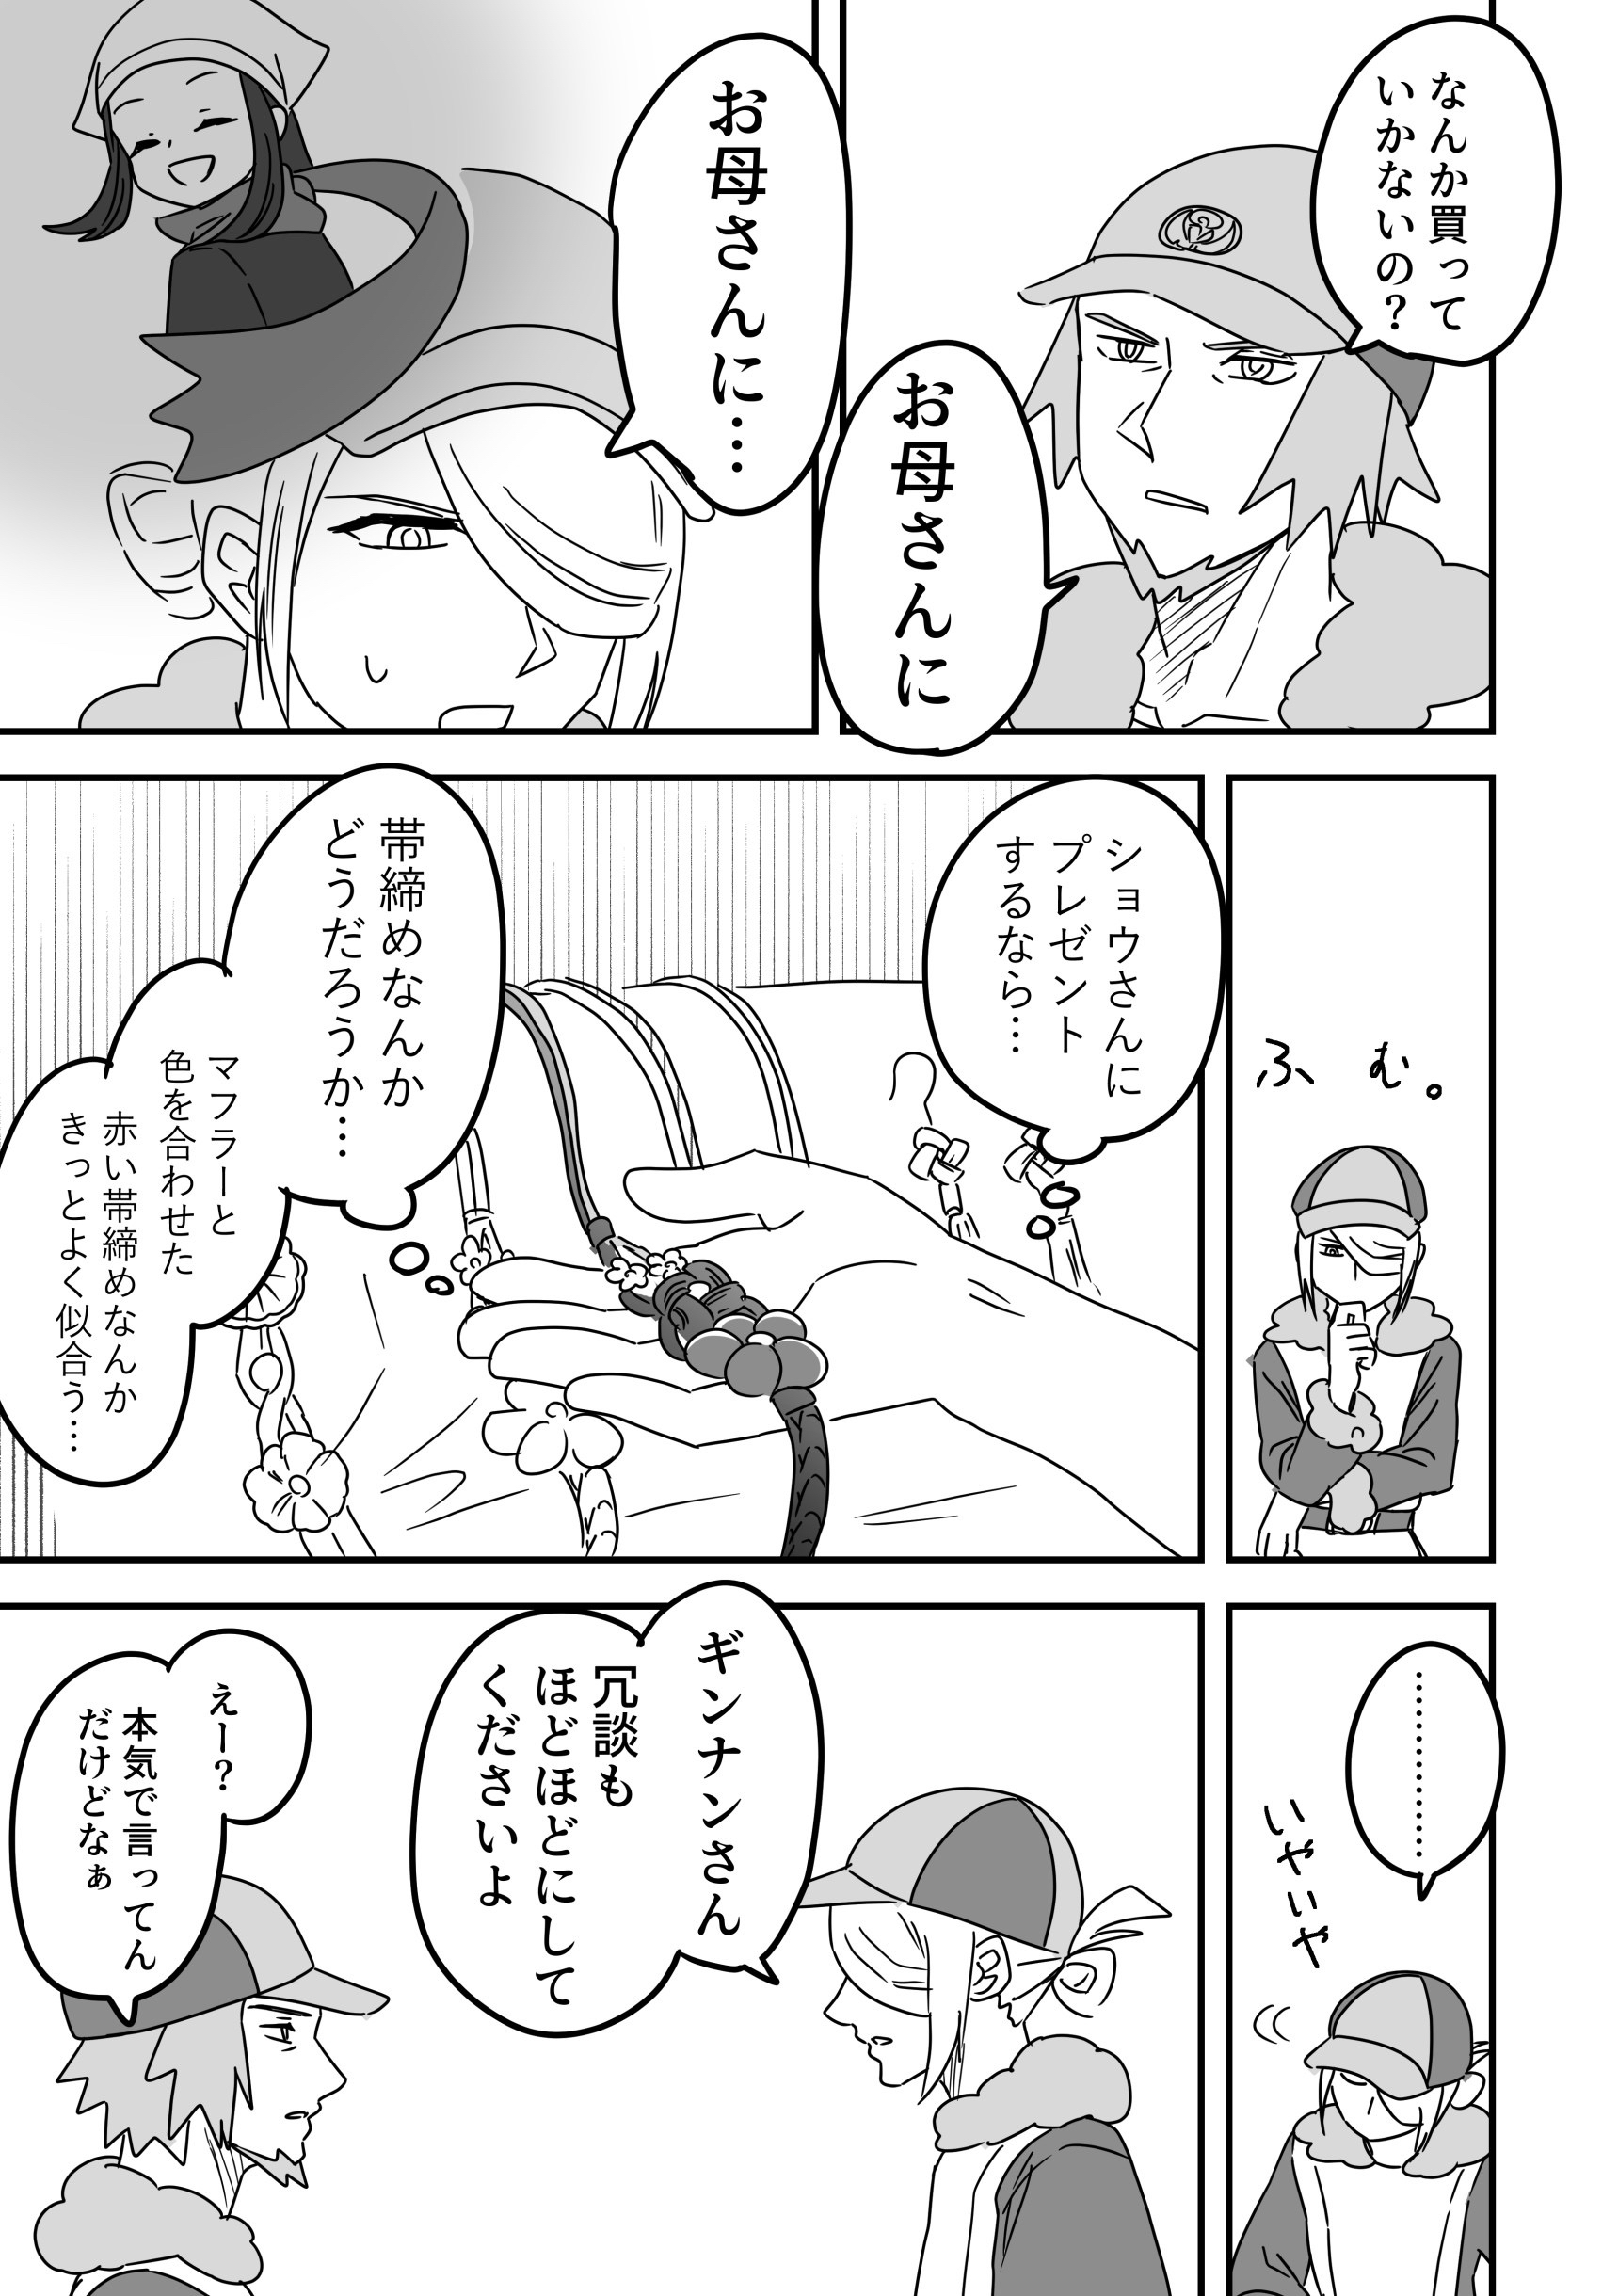 なんか買って
いかないの?
お母さんに
お母さんに…
ふむ。
ショウさんに
プレゼント
するなら…
帯締めなんか
どうだろうか…
マフラーと
色を合わせた
赤い帯締めなんか
きっとよく似合う…
…………
いやいや
ギンナンさん
冗談も
ほどほどにして
くださいよ
えー?
本気で言ってん
だけどなぁ